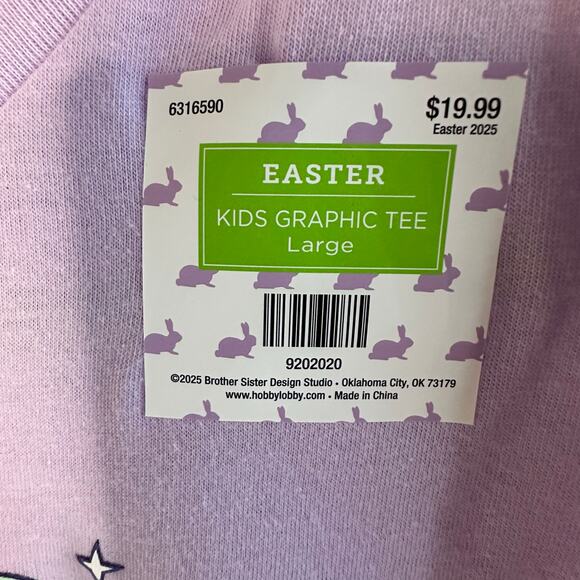 6316590
$19.99
Easter 2025
EASTER
KIDS GRAPHIC TEE
Large
9202020
©2025 Brother Sister Design Studio • Oklahoma City, OK 73179
www.hobbylobby.com • Made in China